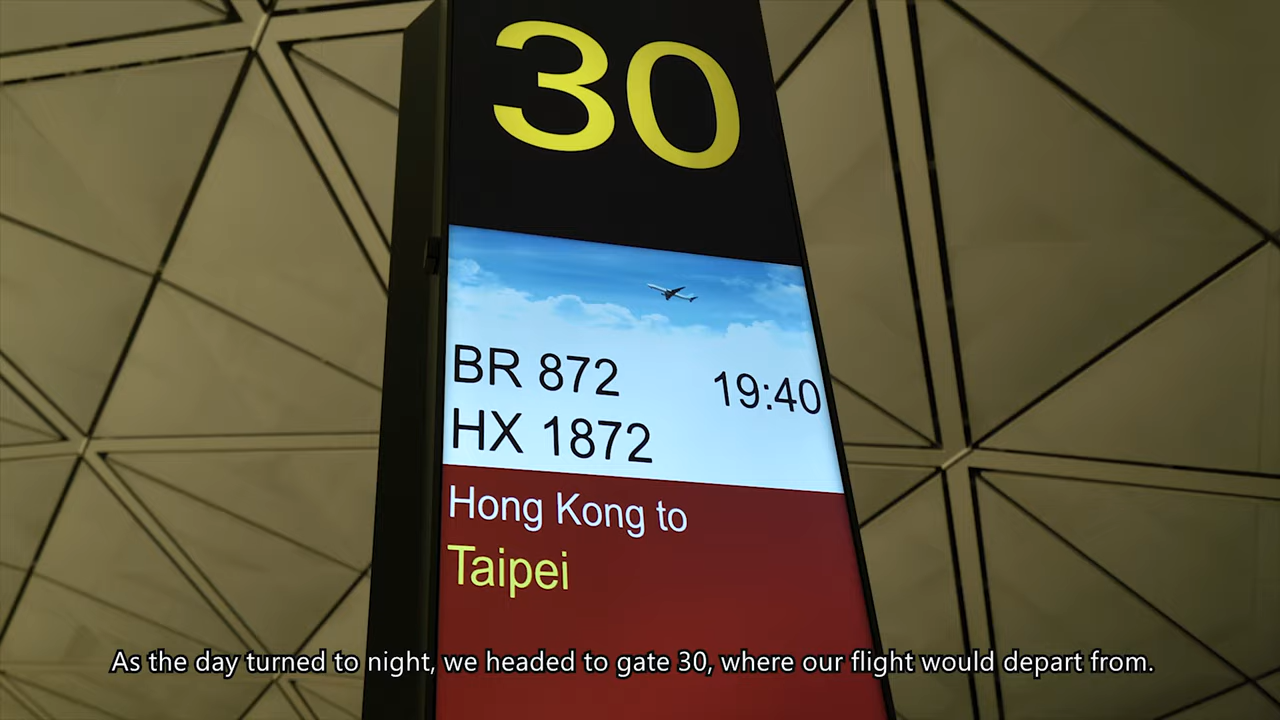 30
BR 872 19:40
HX 1872
Hong Kong to
Taipei
As the day turned to night, we headed to gate 30, where our flight would depart from.